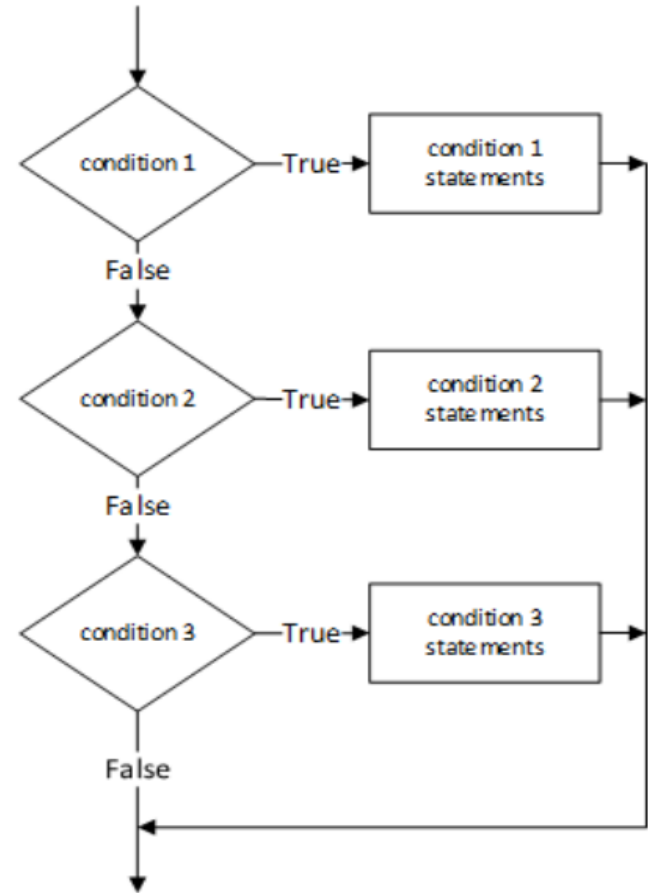 condition 1
True
condition 1
statements
False
condition 2
True
condition 2
statements
False
condition 3
True
condition 3
statements
False